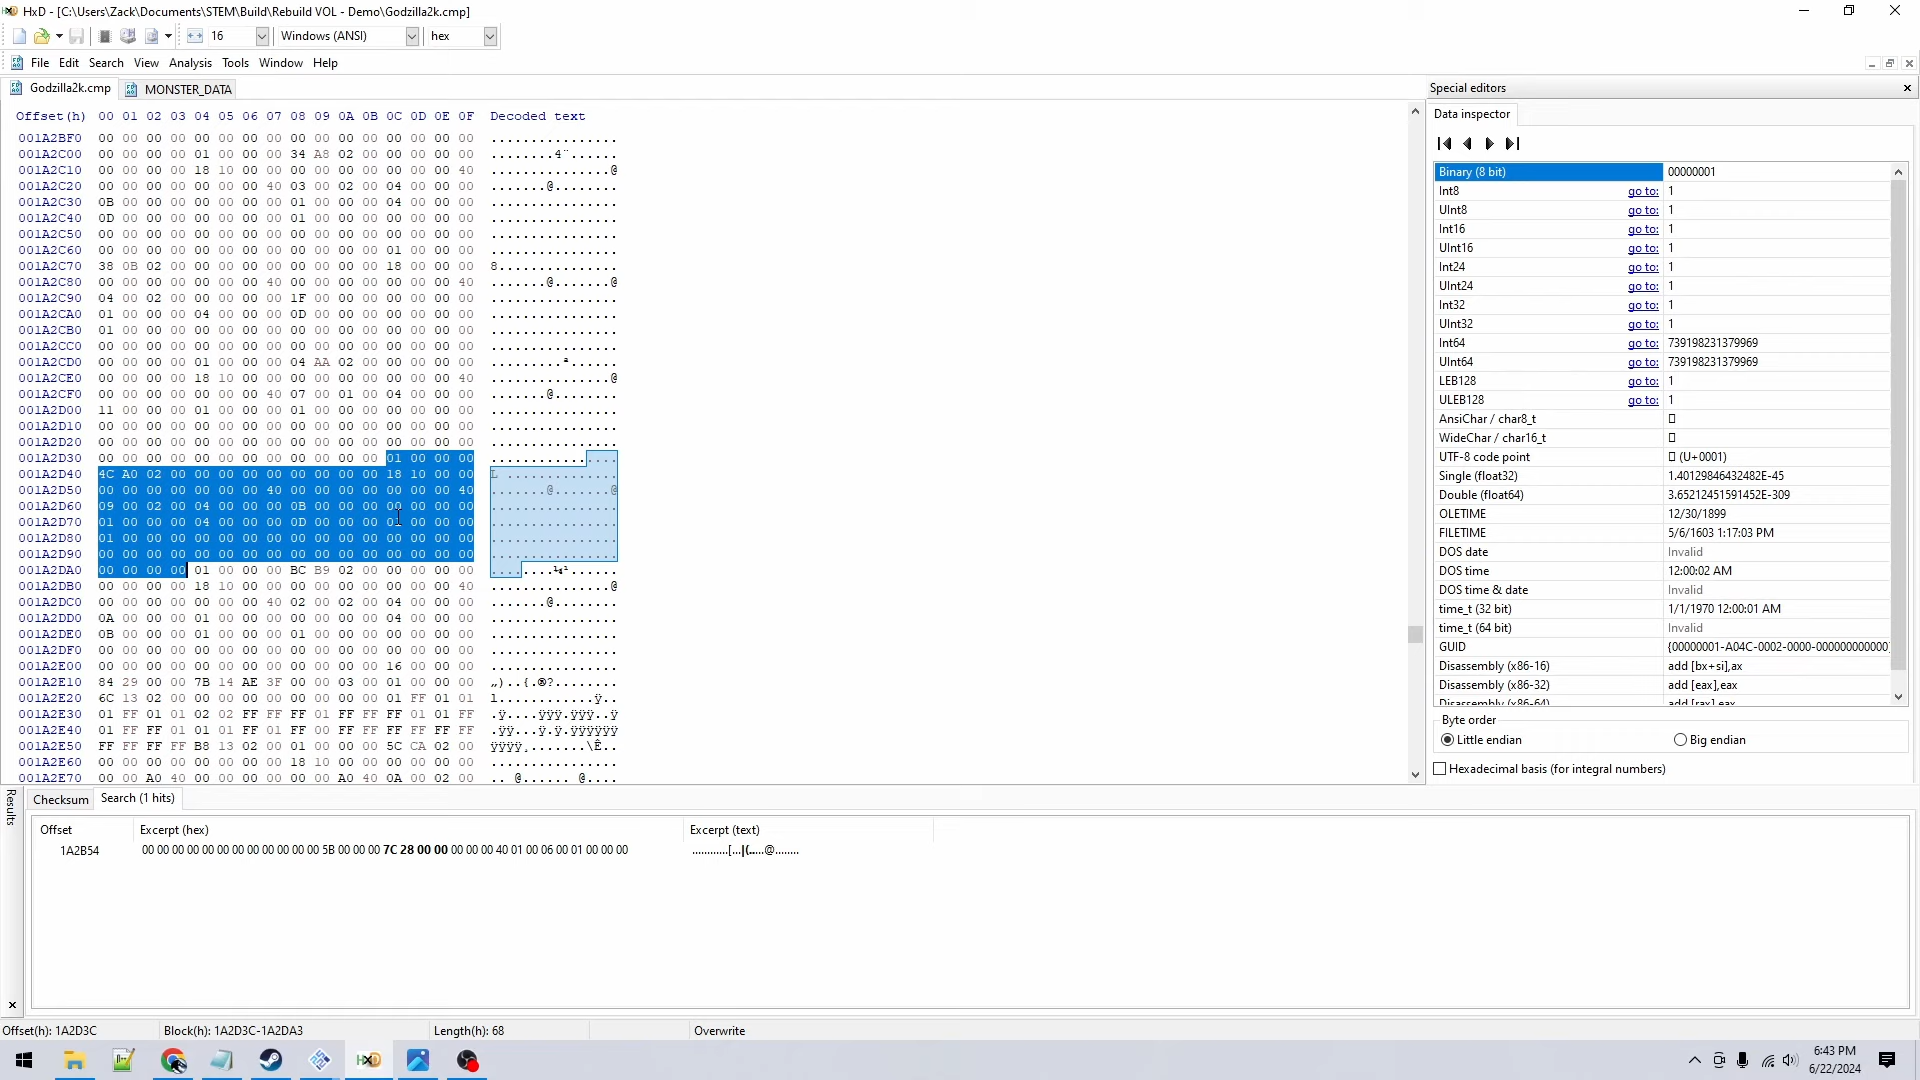 HxD - [C:\Users\Zack\Documents\STEM\Build\Rebuild VOL - Demo\Godzilla2k.cmp]
16 Windows (ANSI) hex
File Edit Search View Analysis Tools Window Help
Godzilla2k.cmp MONSTER_DATA
Offset(h) 00 01 02 03 04 05 06 07 08 09 0A 0B 0C 0D 0E 0F Decoded text
001A2BF0 00 00 00 00 00 00 00 00 00 00 00 00 00 00 00 00 ................
001A2C00 00 00 00 00 01 00 00 00 34 A8 02 00 00 00 00 00 ........4¨......
001A2C10 00 00 00 00 18 10 00 00 00 00 00 00 00 00 00 40 ...............@
001A2C20 00 00 00 00 00 00 00 40 03 00 02 00 04 00 00 00 .......@........
001A2C30 0B 00 00 00 00 00 00 00 01 00 00 00 04 00 00 00 ................
001A2C40 0D 00 00 00 00 00 00 00 01 00 00 00 00 00 00 00 ................
001A2C50 00 00 00 00 00 00 00 00 00 00 00 00 00 00 00 00 ................
001A2C60 00 00 00 00 00 00 00 00 00 00 00 00 01 00 00 00 ................
001A2C70 38 0B 02 00 00 00 00 00 00 00 00 00 18 00 00 00 8...............
001A2C80 00 00 00 00 00 00 00 40 00 00 00 00 00 00 00 40 .......@.......@
001A2C90 04 00 02 00 00 00 00 00 1F 00 00 00 00 00 00 00 ................
001A2CA0 01 00 00 00 04 00 00 00 0D 00 00 00 00 00 00 00 ................
001A2CB0 01 00 00 00 00 00 00 00 00 00 00 00 00 00 00 00 ................
001A2CC0 00 00 00 00 00 00 00 00 00 00 00 00 00 00 00 00 ................
001A2CD0 00 00 00 00 01 00 00 00 04 AA 02 00 00 00 00 00 .........ª......
001A2CE0 00 00 00 00 18 10 00 00 00 00 00 00 00 00 00 40 ...............@
001A2CF0 00 00 00 00 00 00 00 40 07 00 01 00 04 00 00 00 .......@........
001A2D00 11 00 00 00 01 00 00 00 01 00 00 00 00 00 00 00 ................
001A2D10 00 00 00 00 00 00 00 00 00 00 00 00 00 00 00 00 ................
001A2D20 00 00 00 00 00 00 00 00 00 00 00 00 00 00 00 00 ................
001A2D30 00 00 00 00 00 00 00 00 00 00 00 00 01 00 00 00 ................
001A2D40 4C A0 02 00 00 00 00 00 00 00 00 00 18 10 00 00 L ..............
001A2D50 00 00 00 00 00 00 00 40 00 00 00 00 00 00 00 40 .......@.......@
001A2D60 09 00 02 00 04 00 00 00 0B 00 00 00 00 00 00 00 ................
001A2D70 01 00 00 00 04 00 00 00 0D 00 00 00 01 00 00 00 ................
001A2D80 01 00 00 00 00 00 00 00 00 00 00 00 00 00 00 00 ................
001A2D90 00 00 00 00 00 00 00 00 00 00 00 00 00 00 00 00 ................
001A2DA0 00 00 00 00 01 00 00 00 BC B9 02 00 00 00 00 00 ........¼¹......
001A2DB0 00 00 00 00 18 10 00 00 00 00 00 00 00 00 00 40 ...............@
001A2DC0 00 00 00 00 00 00 00 40 02 00 02 00 04 00 00 00 .......@........
001A2DD0 0A 00 00 00 01 00 00 00 00 00 00 00 04 00 00 00 ................
001A2DE0 0B 00 00 00 01 00 00 00 01 00 00 00 00 00 00 00 ................
001A2DF0 00 00 00 00 00 00 00 00 00 00 00 00 00 00 00 00 ................
001A2E00 00 00 00 00 00 00 00 00 00 00 00 00 16 00 00 00 ................
001A2E10 84 29 00 00 7B 14 AE 3F 00 00 03 00 01 00 00 00 „)..{.®?........
001A2E20 6C 13 02 00 00 00 00 00 00 00 00 00 01 FF 01 01 l............ÿ..
001A2E30 01 FF 01 01 02 02 FF FF FF 01 FF FF FF 01 01 FF .ÿ....ÿÿÿ.ÿÿÿ..ÿ
001A2E40 01 FF FF 01 01 01 FF 01 FF 00 FF FF FF FF FF FF .ÿÿ...ÿ.ÿ.ÿÿÿÿÿÿ
001A2E50 FF FF FF FF B8 13 02 00 01 00 00 00 5C CA 02 00 ÿÿÿÿ¸.......\Ê..
001A2E60 00 00 00 00 00 00 00 00 18 10 00 00 00 00 00 00 ................
001A2E70 00 00 A0 40 00 00 00 00 00 00 A0 40 0A 00 02 00 .. @...... @....
Special editors
Data inspector
Binary (8 bit) 00000001
Int8 go to: 1
UInt8 go to: 1
Int16 go to: 1
UInt16 go to: 1
Int24 go to: 1
UInt24 go to: 1
Int32 go to: 1
UInt32 go to: 1
Int64 go to: 739198231379969
UInt64 go to: 739198231379969
LEB128 go to: 1
ULEB128 go to: 1
AnsiChar / char8_t
WideChar / char16_t
UTF-8 code point (U+0001)
Single (float32) 1.40129846432482E-45
Double (float64) 3.65212451591452E-309
OLETIME 12/30/1899
FILETIME 5/6/1603 1:17:03 PM
DOS date Invalid
DOS time 12:00:02 AM
DOS time & date Invalid
time_t (32 bit) 1/1/1970 12:00:01 AM
time_t (64 bit) Invalid
GUID {00000001-A04C-0002-0000-000000000000}
Disassembly (x86-16) add [bx+si],ax
Disassembly (x86-32) add [eax],eax
Disassembly (x86-64) add [rax],eax
Byte order
Little endian Big endian
Hexadecimal basis (for integral numbers)
Results
Checksum Search (1 hits)
Offset Excerpt (hex) Excerpt (text)
1A2B54 00 00 00 00 00 00 00 00 00 00 00 00 5B 00 00 00 7C 28 00 00 00 00 00 40 01 00 06 00 01 00 00 00 ............[...|(.....@........
Offset(h): 1A2D3C Block(h): 1A2D3C-1A2DA3 Length(h): 68 Overwrite
6:43 PM
6/22/2024